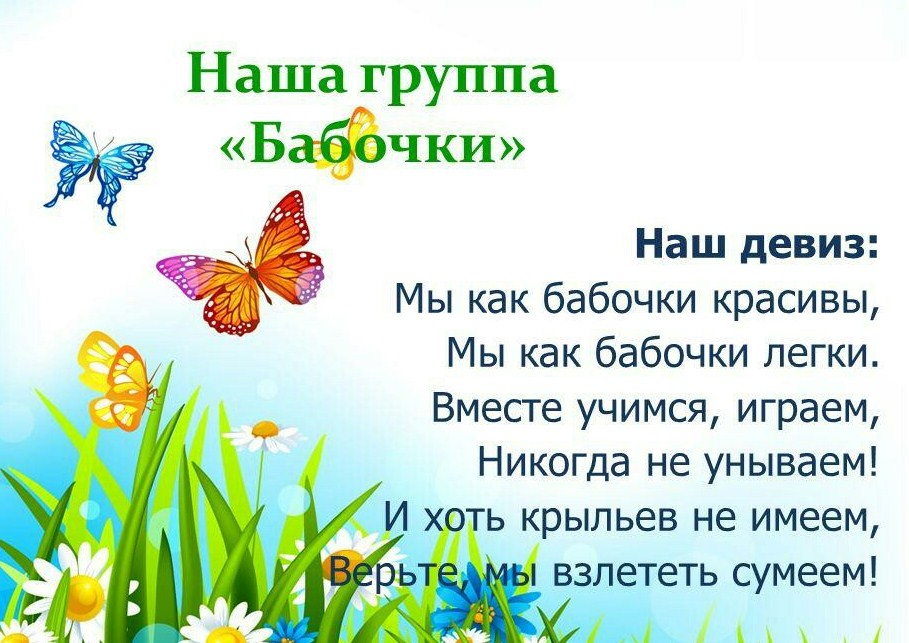 Наша группа
«Бабочки»
Наш девиз:
Мы как бабочки красивы,
Мы как бабочки легки.
Вместе учимся, играем,
Никогда не унываем!
И хоть крыльев не имеем,
Верьте, мы взлететь сумеем!